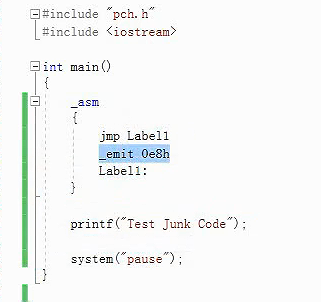 #include "pch.h"
#include <iostream>
int main()
{
_asm
{
jmp Label1
_emit 0e8h
Label1:
}
printf("Test Junk Code");
system("pause");
}